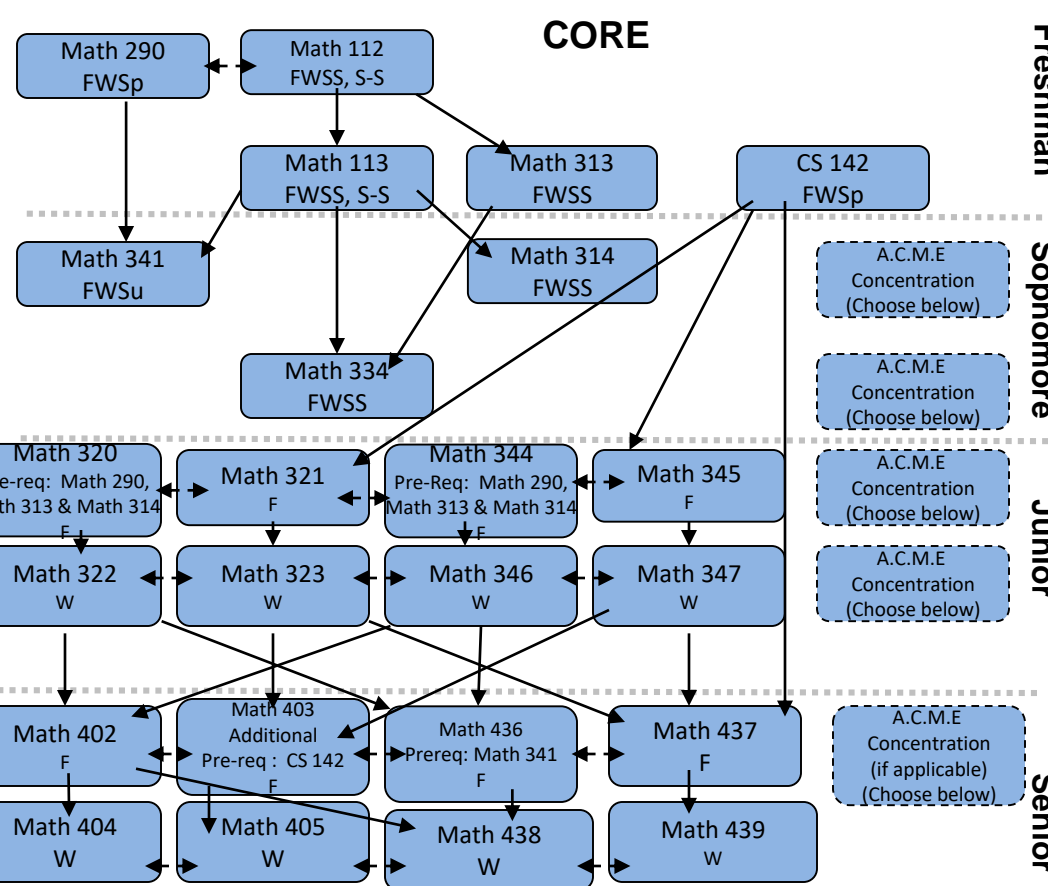 CORE
Freshman
Math 290
FWSp
Math 112
FWSS, S-S
Math 113
FWSS, S-S
Math 313
FWSS
CS 142
FWSp
Sophomore
Math 341
FWSu
Math 314
FWSS
A.C.M.E
Concentration
(Choose below)
Math 334
FWSS
A.C.M.E
Concentration
(Choose below)
Junior
Math 320
e-req: Math 290,
th 313 & Math 314
F
Math 321
F
Math 344
Pre-Req: Math 290,
Math 313 & Math 314
F
Math 345
F
A.C.M.E
Concentration
(Choose below)
Math 322
W
Math 323
W
Math 346
W
Math 347
W
A.C.M.E
Concentration
(Choose below)
Senior
Math 402
F
Math 403
Additional
Pre-req : CS 142
F
Math 436
Prereq: Math 341
F
Math 437
F
A.C.M.E
Concentration
(if applicable)
(Choose below)
Math 404
W
Math 405
W
Math 438
W
Math 439
W